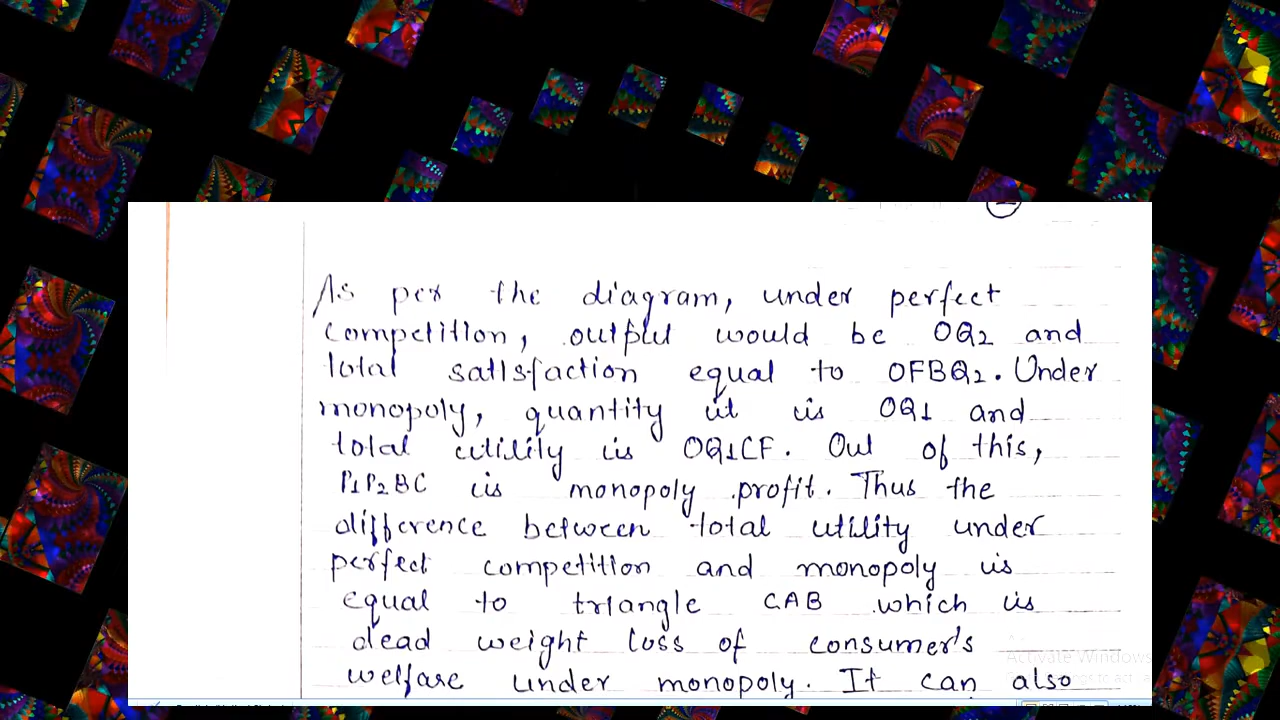 As per the diagram, under perfect
competition, output would be OQ2 and
total satisfaction equal to OFBQ2. Under
monopoly, quantity it is OQ1 and
total utility is OQ1CF. Out of this,
P1P2BC is monopoly profit. Thus the
difference between total utility under
perfect competition and monopoly is
equal to triangle CAB which is
dead weight loss of consumer's
Activate Windows
welfare under monopoly. It can also